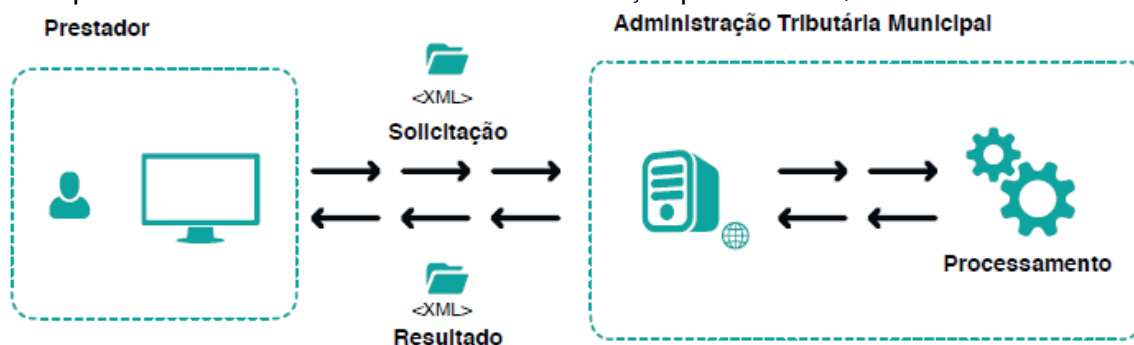 Prestador
Administração Tributária Municipal
<XML>
Solicitação
Processamento
<XML>
Resultado